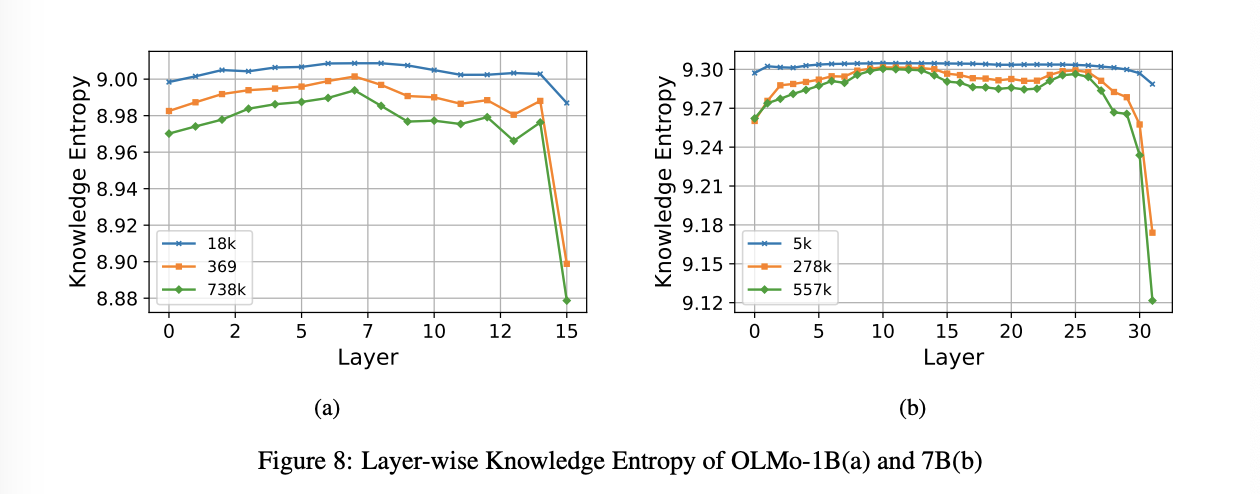 Knowledge Entropy
9.00
8.98
8.96
8.94
8.92
8.90
8.88
18k
369
738k
0 2 5 7 10 12 15
Layer
(a)
Knowledge Entropy
9.30
9.27
9.24
9.21
9.18
9.15
9.12
5k
278k
557k
0 5 10 15 20 25 30
Layer
(b)
Figure 8: Layer-wise Knowledge Entropy of OLMo-1B(a) and 7B(b)